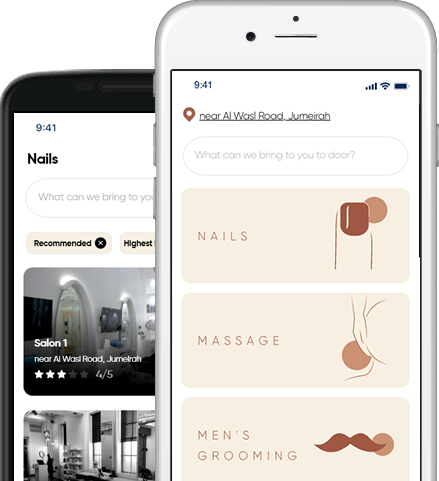 9:41
Nails
What can we bring to you
Recommended
Highest
Salon 1
near Al Wasl Road, Jumeirah
4/5
9:41
near Al Wasl Road, Jumeirah
What can we bring to you to door?
NAILS
MASSAGE
MEN'S
GROOMING